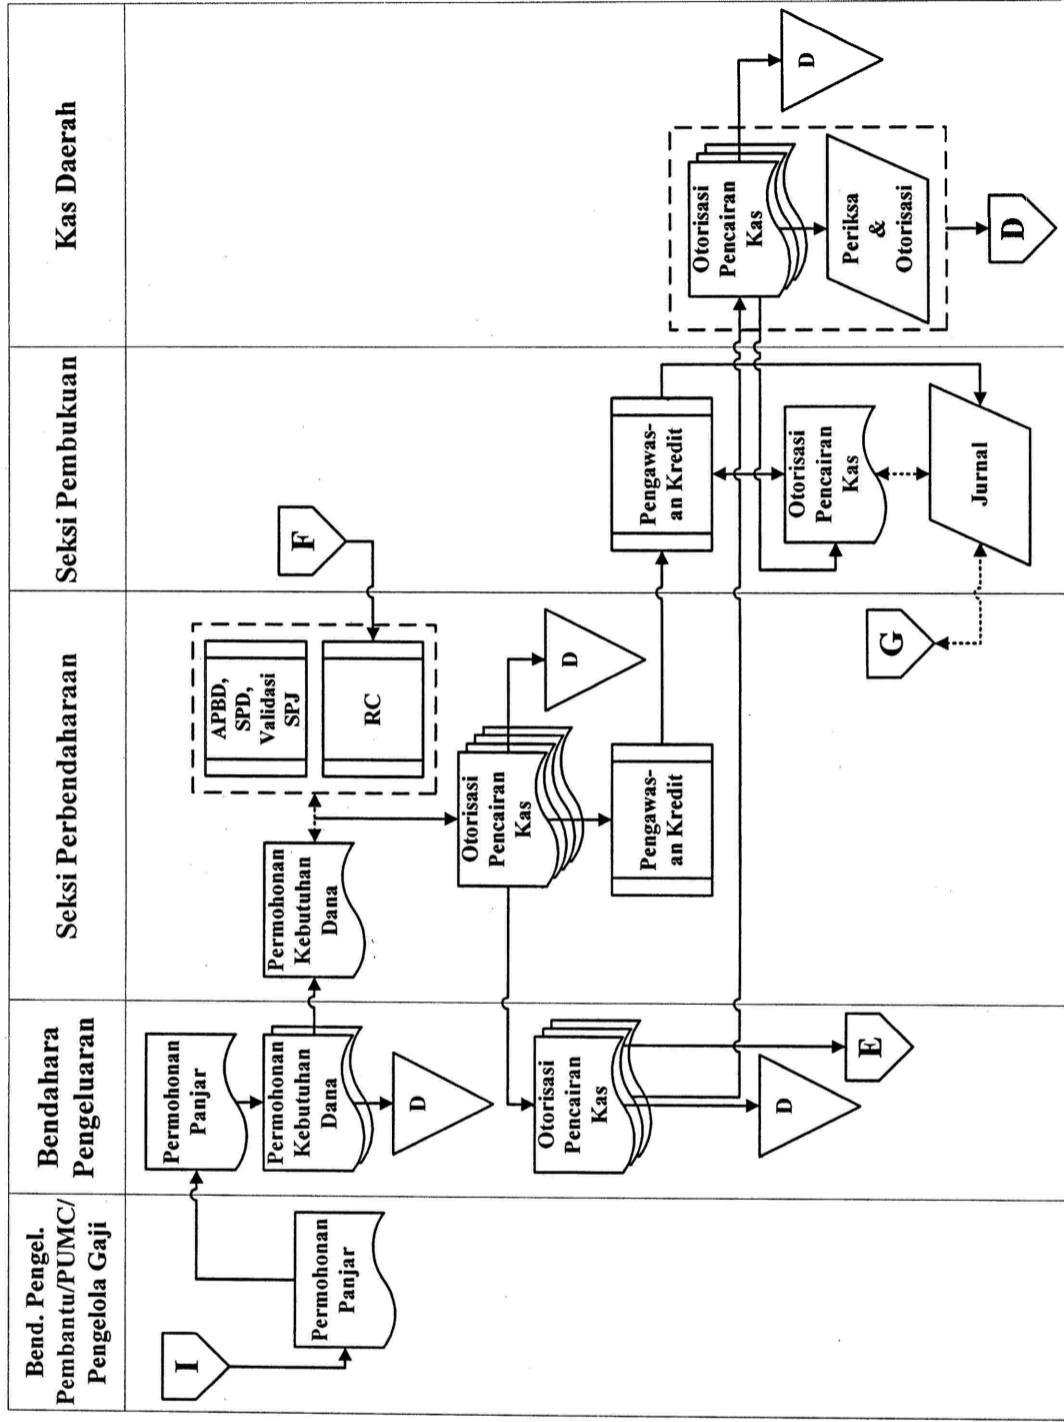 Bend. Pengel.
Pembantu/PUMC/
Pengelola Gaji
Bendahara
Pengeluaran
Seksi Perbendaharaan
Seksi Pembukuan
Kas Daerah
I
Permohonan
Panjar
Permohonan
Panjar
Permohonan
Kebutuhan
Dana
D
Otorisasi
Pencairan
Kas
D
E
Permohonan
Kebutuhan
Dana
APBD,
SPD,
Validasi
SPJ
RC
Otorisasi
Pencairan
Kas
D
Pengawas-
an Kredit
G
F
Pengawas-
an Kredit
Otorisasi
Pencairan
Kas
Jurnal
Otorisasi
Pencairan
Kas
D
Periksa
&
Otorisasi
D